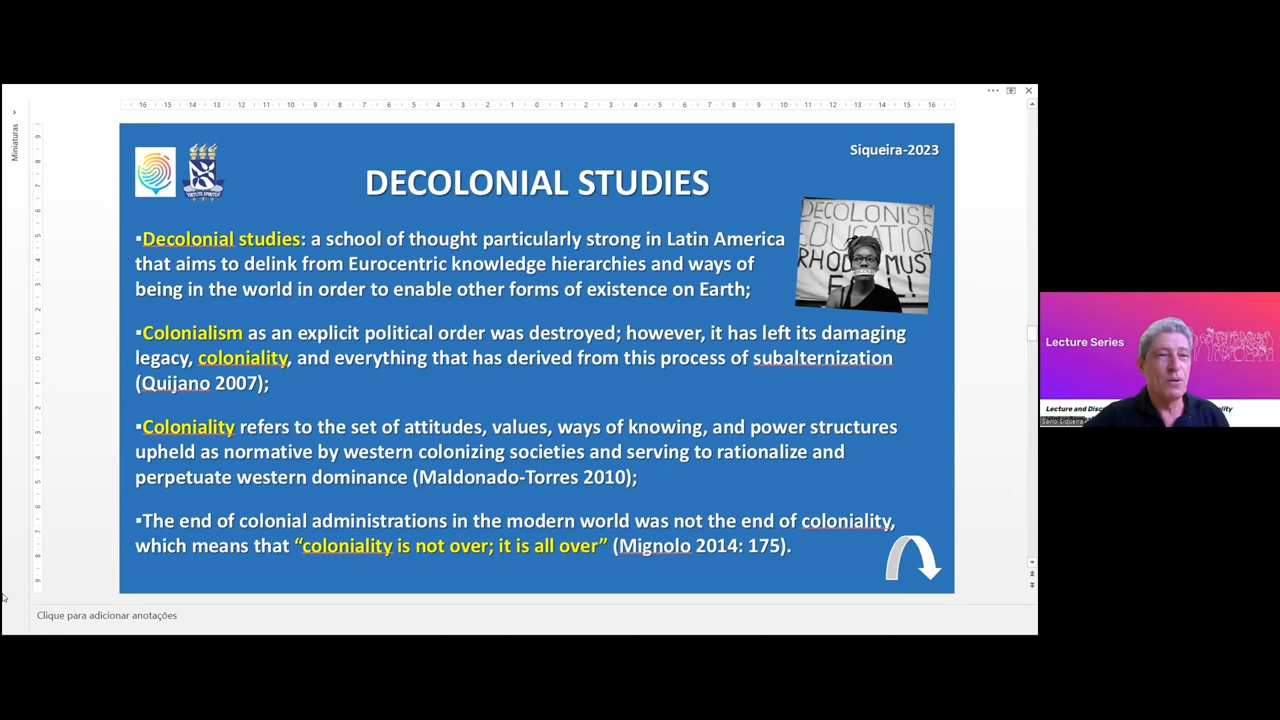 Miniaturas
Siqueira-2023
VIRTUTE SPIRITUS
DECOLONIAL STUDIES
DECOLONISE
EDUCATION
RHOD MUST
▪Decolonial studies: a school of thought particularly strong in Latin America
that aims to delink from Eurocentric knowledge hierarchies and ways of
being in the world in order to enable other forms of existence on Earth;
▪Colonialism as an explicit political order was destroyed; however, it has left its damaging
legacy, coloniality, and everything that has derived from this process of subalternization
(Quijano 2007);
▪Coloniality refers to the set of attitudes, values, ways of knowing, and power structures
upheld as normative by western colonizing societies and serving to rationalize and
perpetuate western dominance (Maldonado-Torres 2010);
▪The end of colonial administrations in the modern world was not the end of coloniality,
which means that “coloniality is not over; it is all over” (Mignolo 2014: 175).
Clique para adicionar anotações
Lecture Series
Lecture and